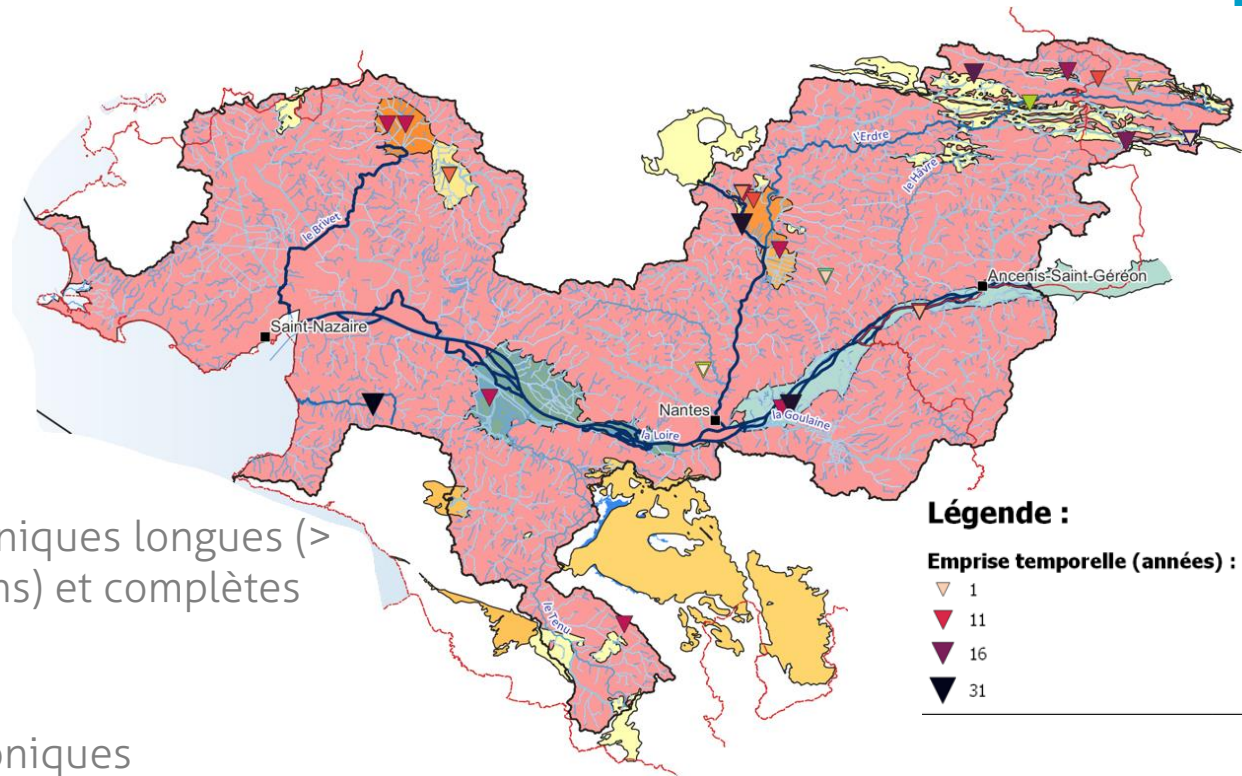 l'Erdre
le Hâvre
le Brivet
Ancenis-Saint-Géréon
Saint-Nazaire
Nantes
la Goulaine
la Loire
le Tenu
niques longues (>
ns) et complètes
oniques
Légende :
Emprise temporelle (années) :
1
11
16
31